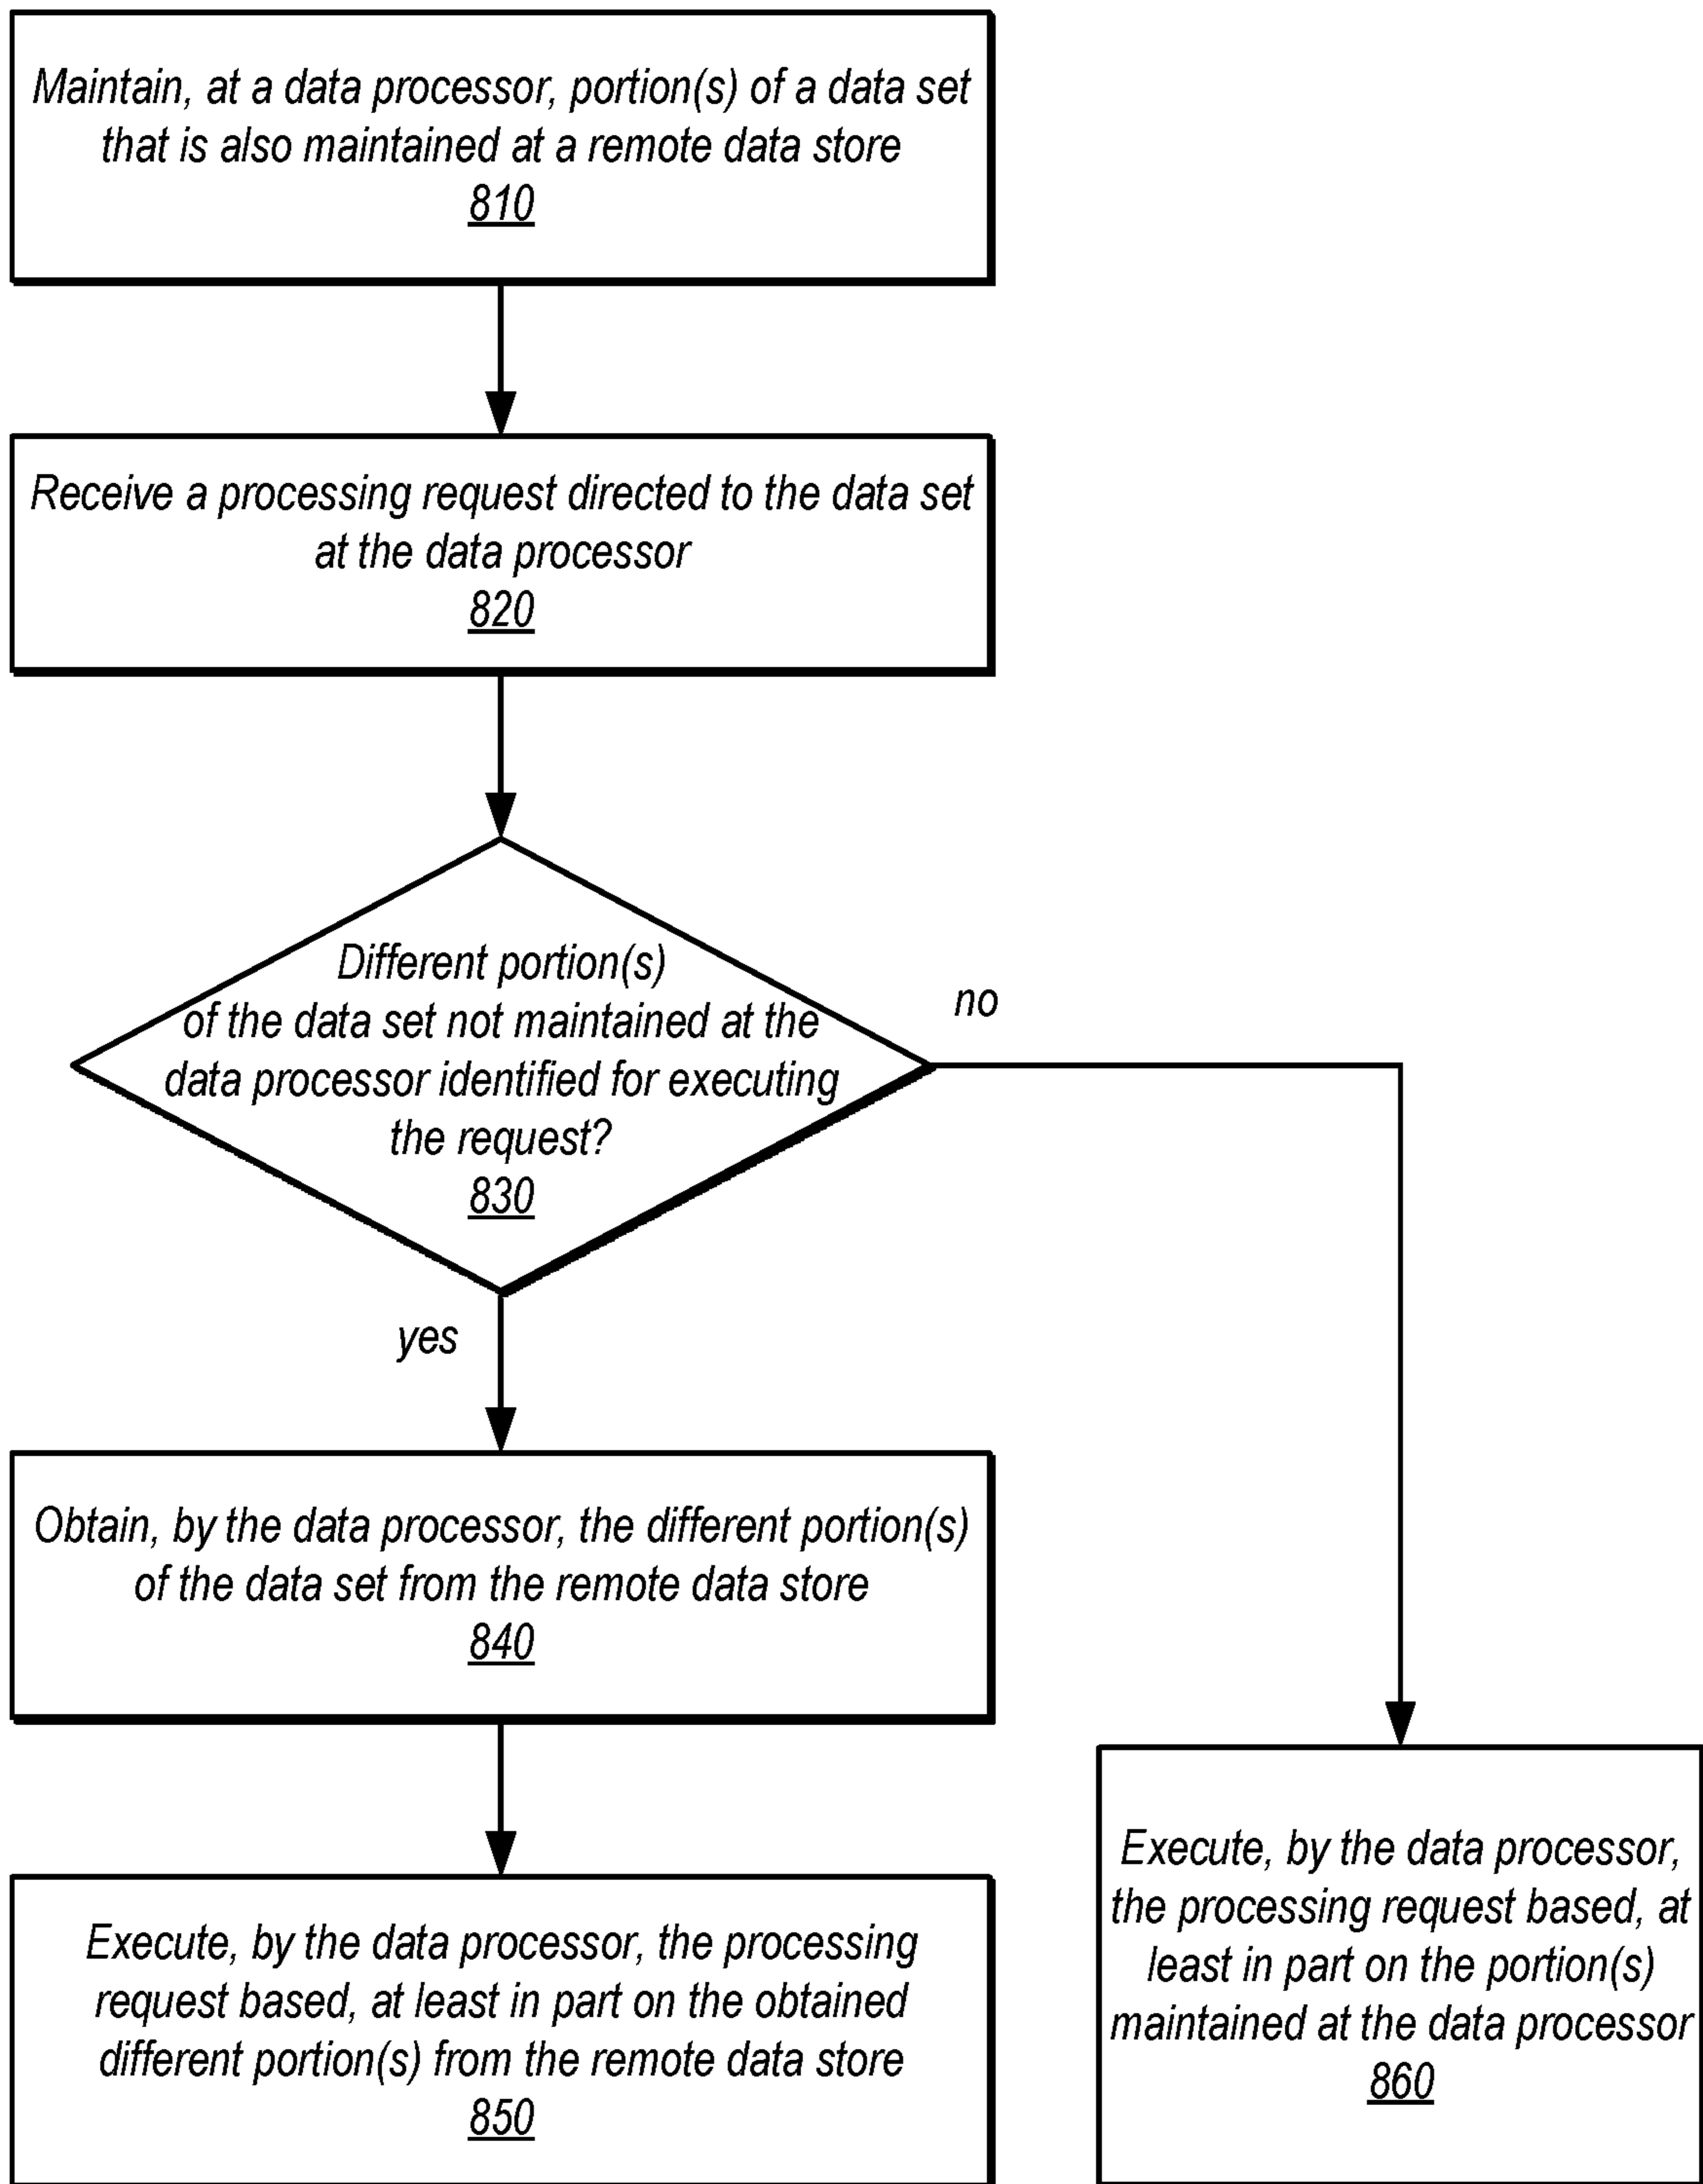 Maintain, at a data processor, portion(s) of a data set
that is also maintained at a remote data store
810
Receive a processing request directed to the data set
at the data processor
820
Different portion(s)
of the data set not maintained at the
data processor identified for executing
the request?
830
no
yes
Obtain, by the data processor, the different portion(s)
of the data set from the remote data store
840
Execute, by the data processor, the processing
request based, at least in part on the obtained
different portion(s) from the remote data store
850
Execute, by the data processor,
the processing request based, at
least in part on the portion(s)
maintained at the data processor
860